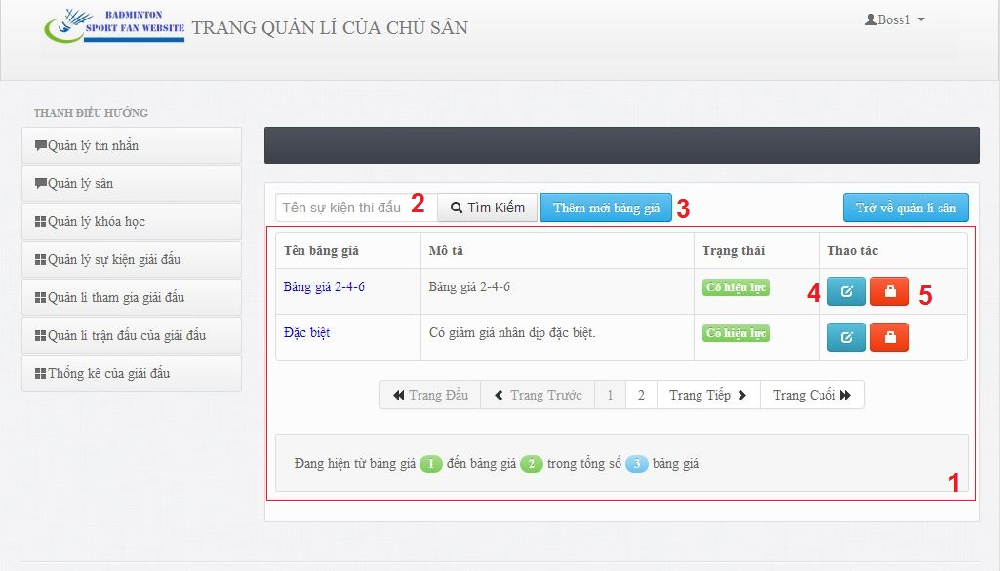 BADMINTON
SPORT FAN WEBSITE
TRANG QUẢN LÍ CỦA CHỦ SÂN
Boss1
THANH ĐIỀU HƯỚNG
Quản lý tin nhắn
Quản lý sân
Quản lý khóa học
Quản lý sự kiện giải đấu
Quản lí tham gia giải đấu
Quản lí trận đấu của giải đấu
Thống kê của giải đấu
Tên sự kiện thi đấu 2 Tìm Kiếm Thêm mới bảng giá 3 Trở về quản lí sân
Tên bảng giá Mô tả Trạng thái Thao tác
Bảng giá 2-4-6 Bảng giá 2-4-6 Có hiệu lực 4 5
Đặc biệt Có giảm giá nhân dịp đặc biệt. Có hiệu lực
Trang Đầu Trang Trước 1 2 Trang Tiếp Trang Cuối
Đang hiện từ bảng giá 1 đến bảng giá 2 trong tổng số 3 bảng giá
1